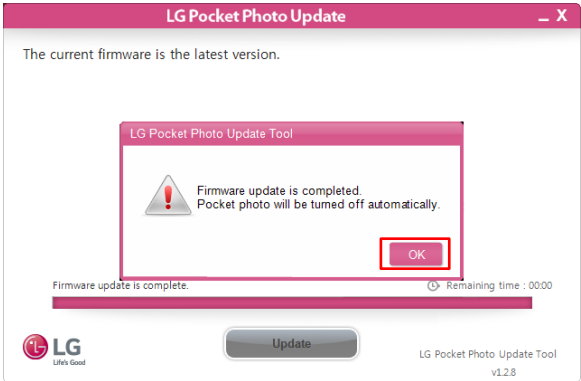 LG Pocket Photo Update
_ X
The current firmware is the latest version.
LG Pocket Photo Update Tool
Firmware update is completed.
Pocket photo will be turned off automatically.
OK
Firmware update is complete.
Remaining time : 00:00
Update
LG
Life's Good
LG Pocket Photo Update Tool
v1.2.8